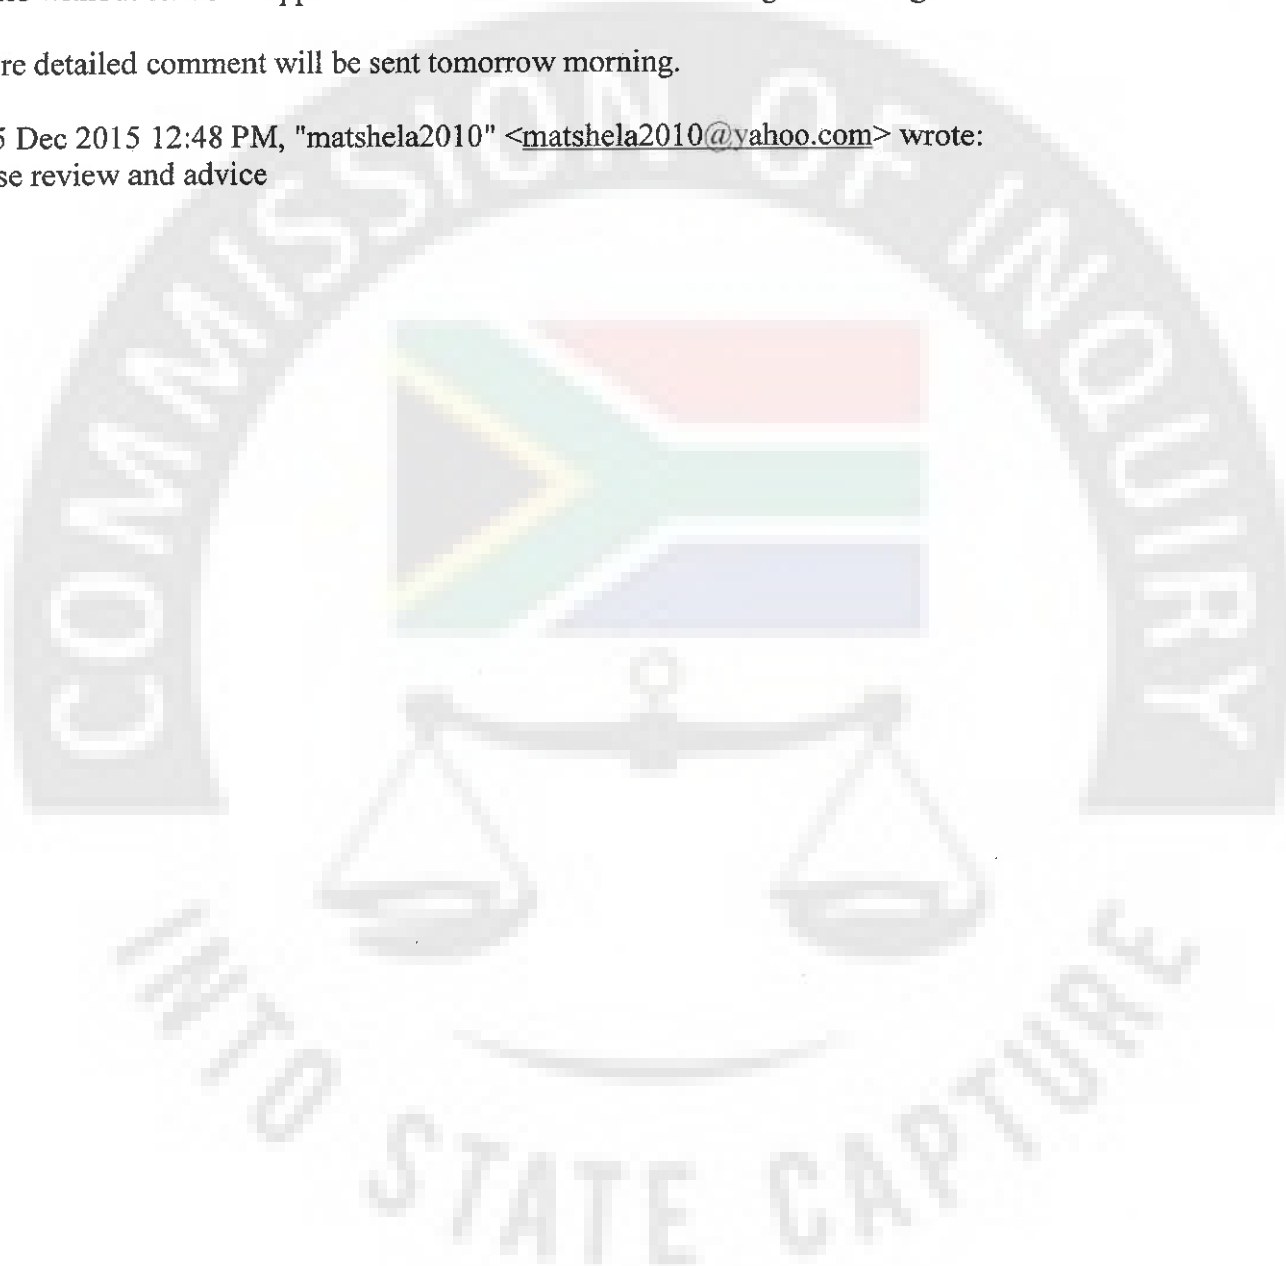 re detailed comment will be sent tomorrow morning.
5 Dec 2015 12:48 PM, "matshela2010" <matshela2010@yahoo.com> wrote:
se review and advice
COMMISSION OF INQUIRY
INTO STATE CAPTURE